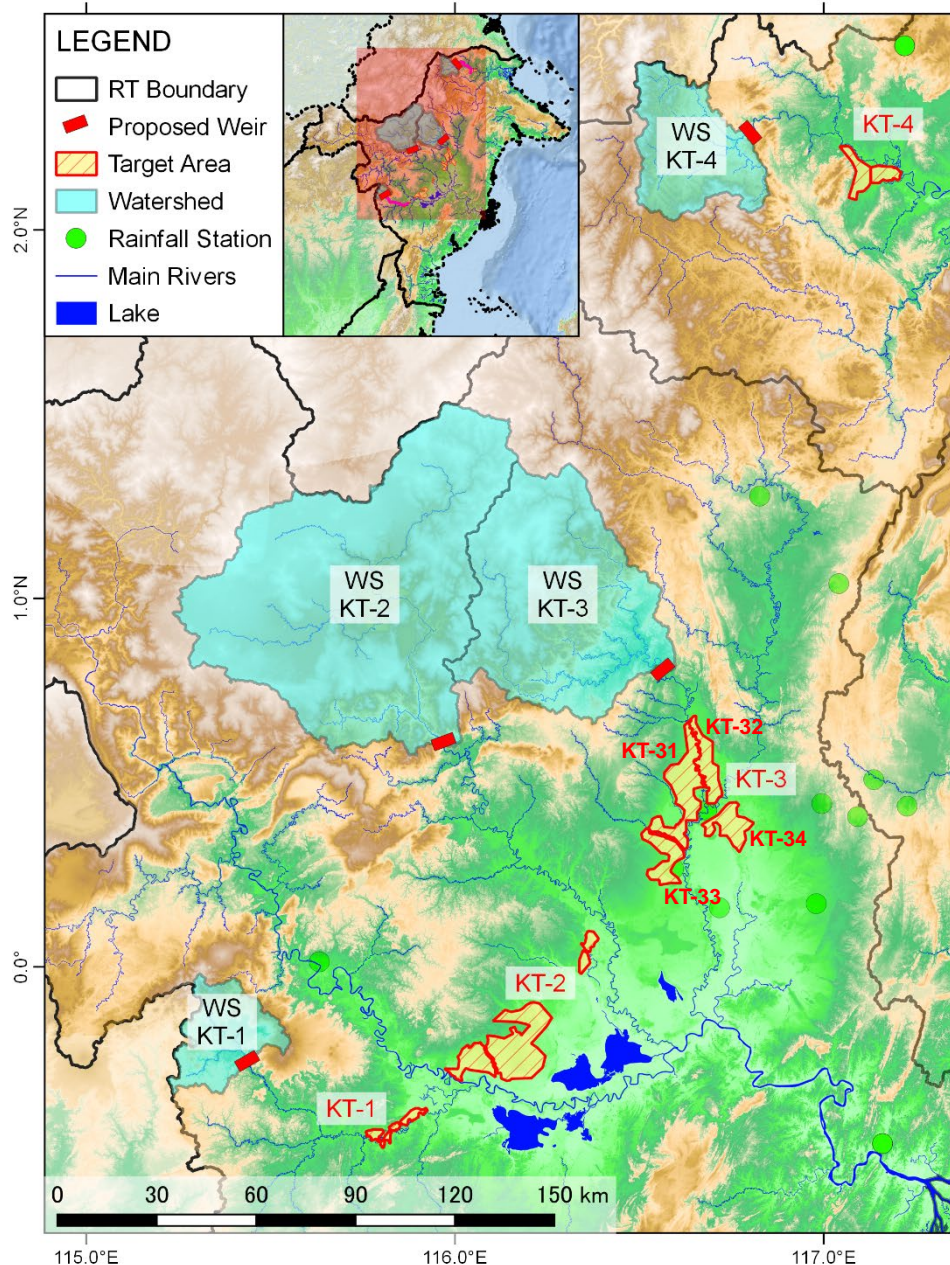 LEGEND
RT Boundary
Proposed Weir
Target Area
Watershed
Rainfall Station
Main Rivers
Lake
WS
KT-4
KT-4
2.0°N
WS
KT-2
WS
KT-3
1.0°N
KT-32
KT-31
KT-3
KT-34
KT-33
0.0°
KT-2
WS
KT-1
KT-1
0 30 60 90 120 150 km
115.0°E 116.0°E 117.0°E